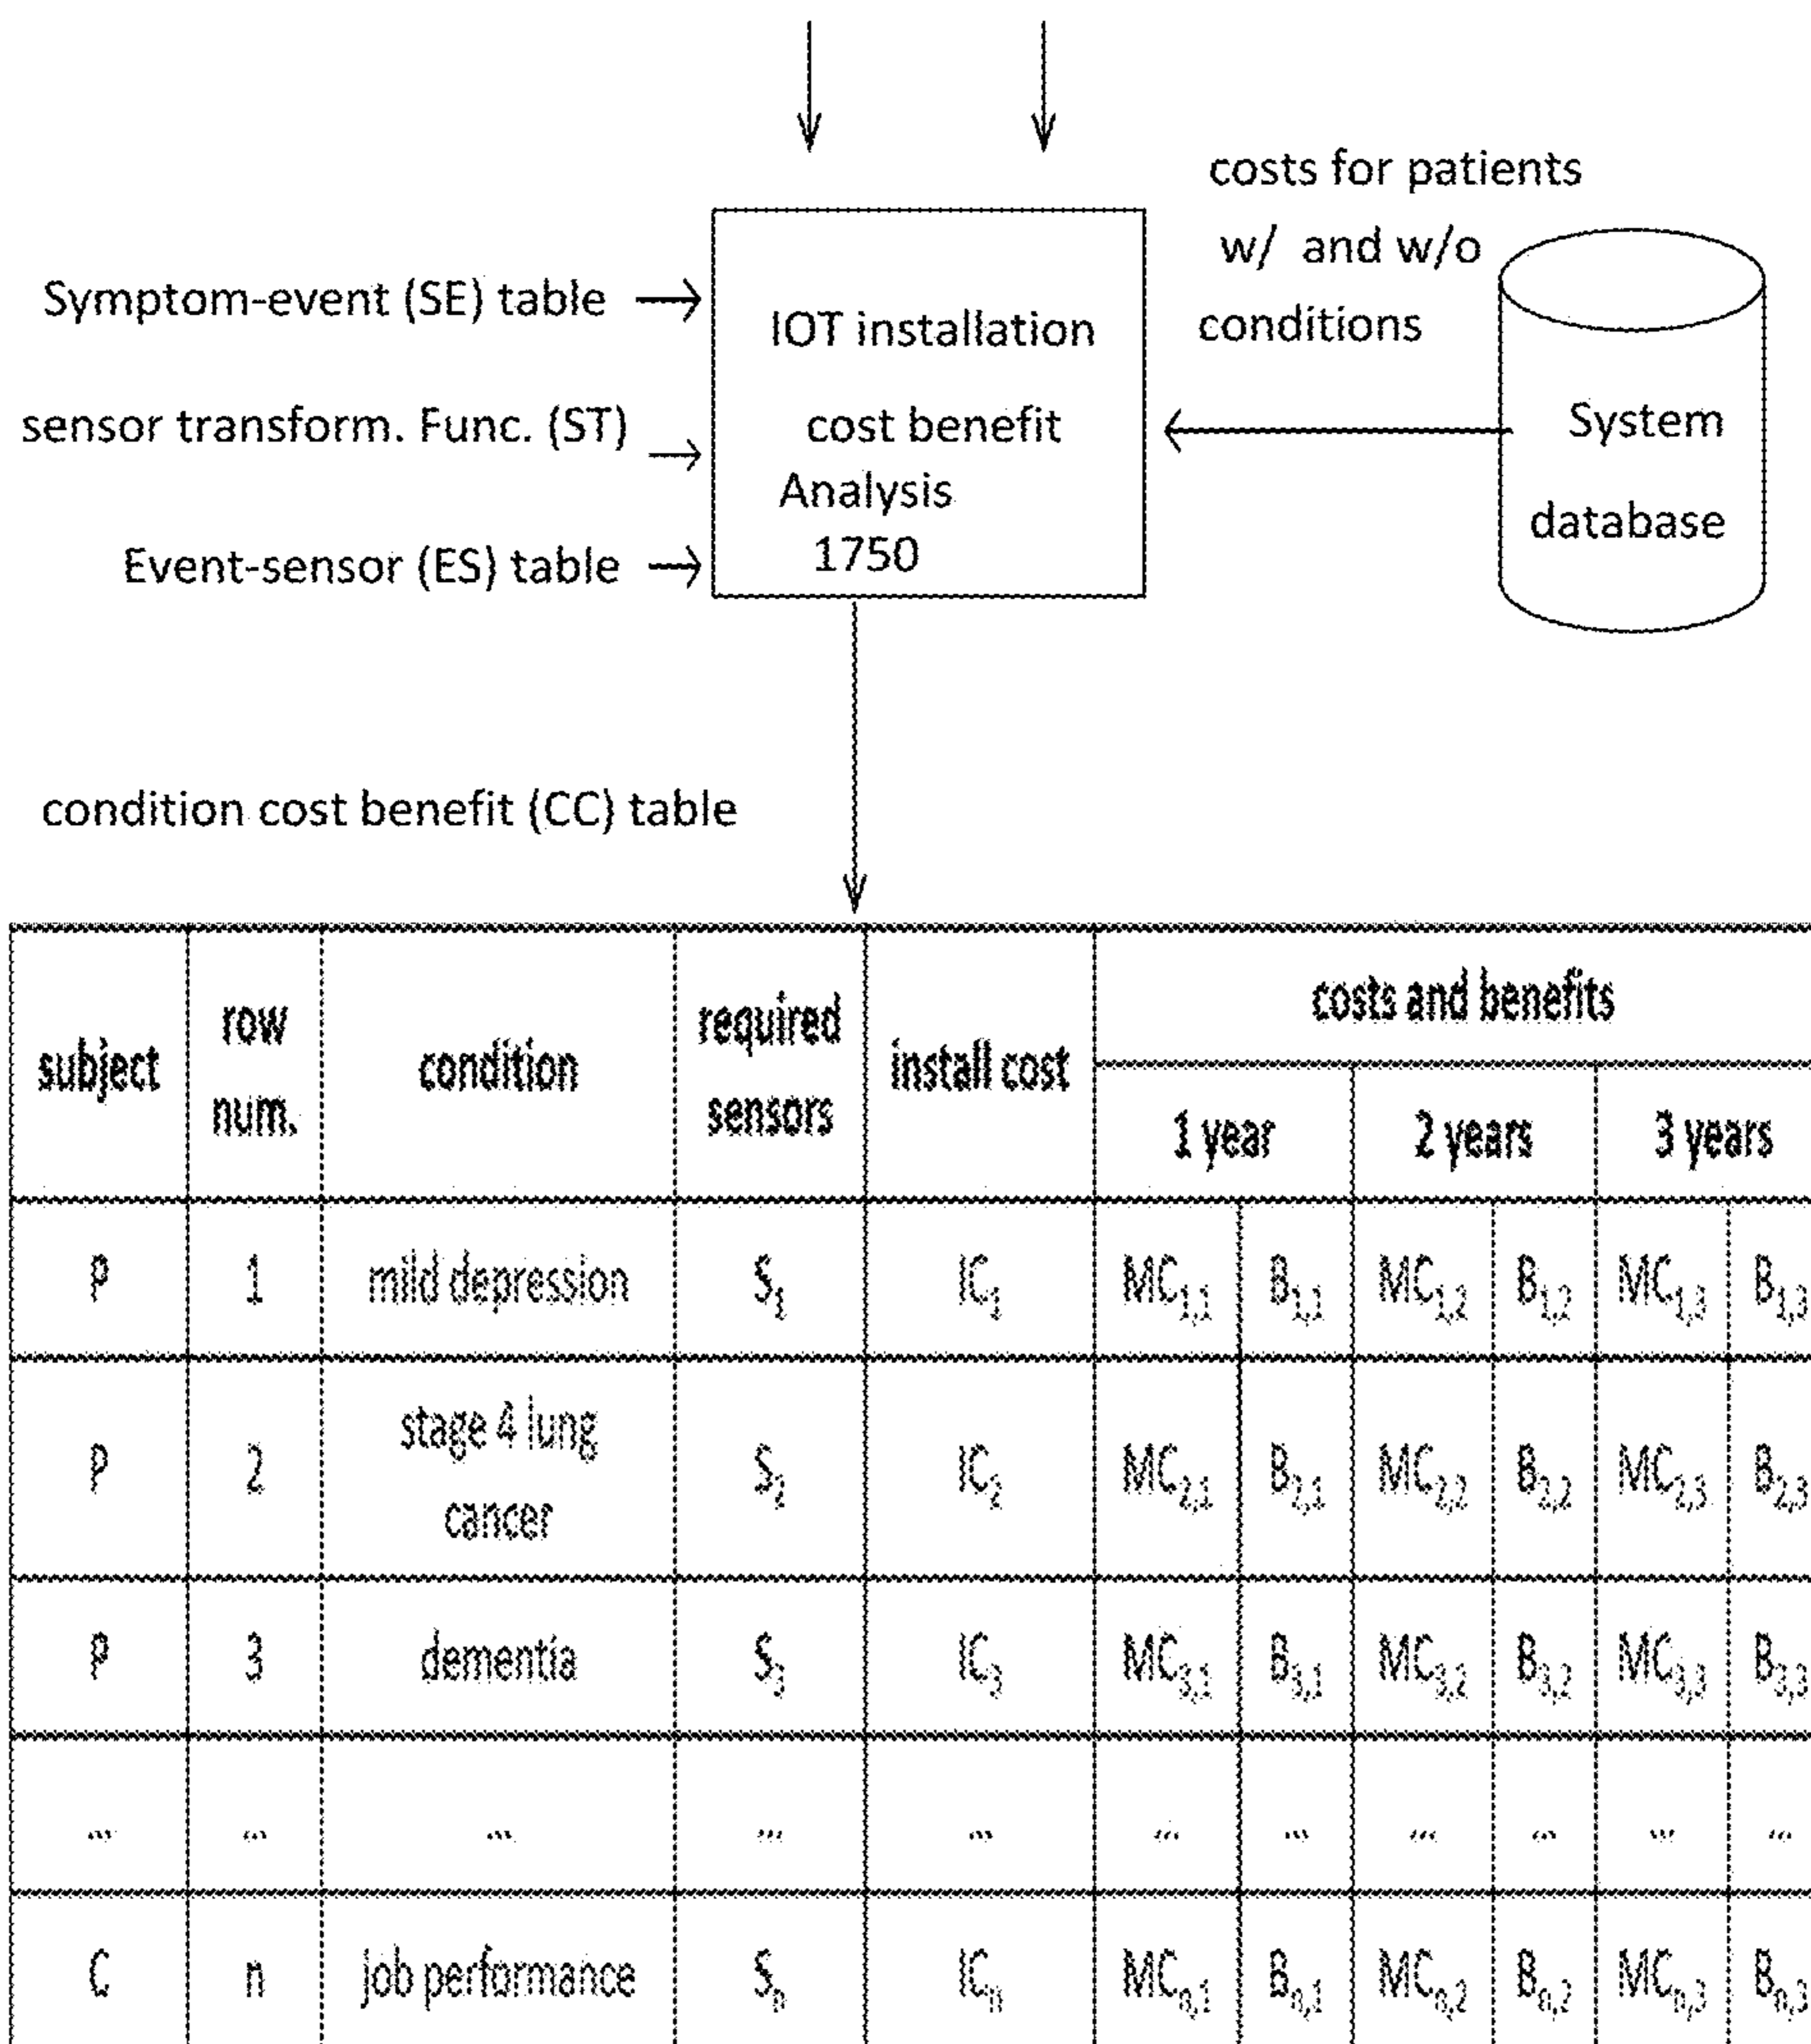 costs for patients
w/ and w/o
conditions
Symptom-event (SE) table
sensor transform. Func. (ST)
Event-sensor (ES) table
IOT installation
cost benefit
Analysis
1750
System
database
condition cost benefit (CC) table
subject row num. condition required sensors install cost costs and benefits
1 year 2 years 3 years
P 1 mild depression S1 IC1 MC1,1 B1,1 MC1,2 B1,2 MC1,3 B1,3
P 2 stage 4 lung cancer S2 IC2 MC2,1 B2,1 MC2,2 B2,2 MC2,3 B2,3
P 3 dementia S3 IC3 MC3,1 B3,1 MC3,2 B3,2 MC3,3 B3,3
... ... ... ... ... ... ... ... ... ... ...
C n job performance Sn ICn MCn,1 Bn,1 MCn,2 Bn,2 MCn,3 Bn,3